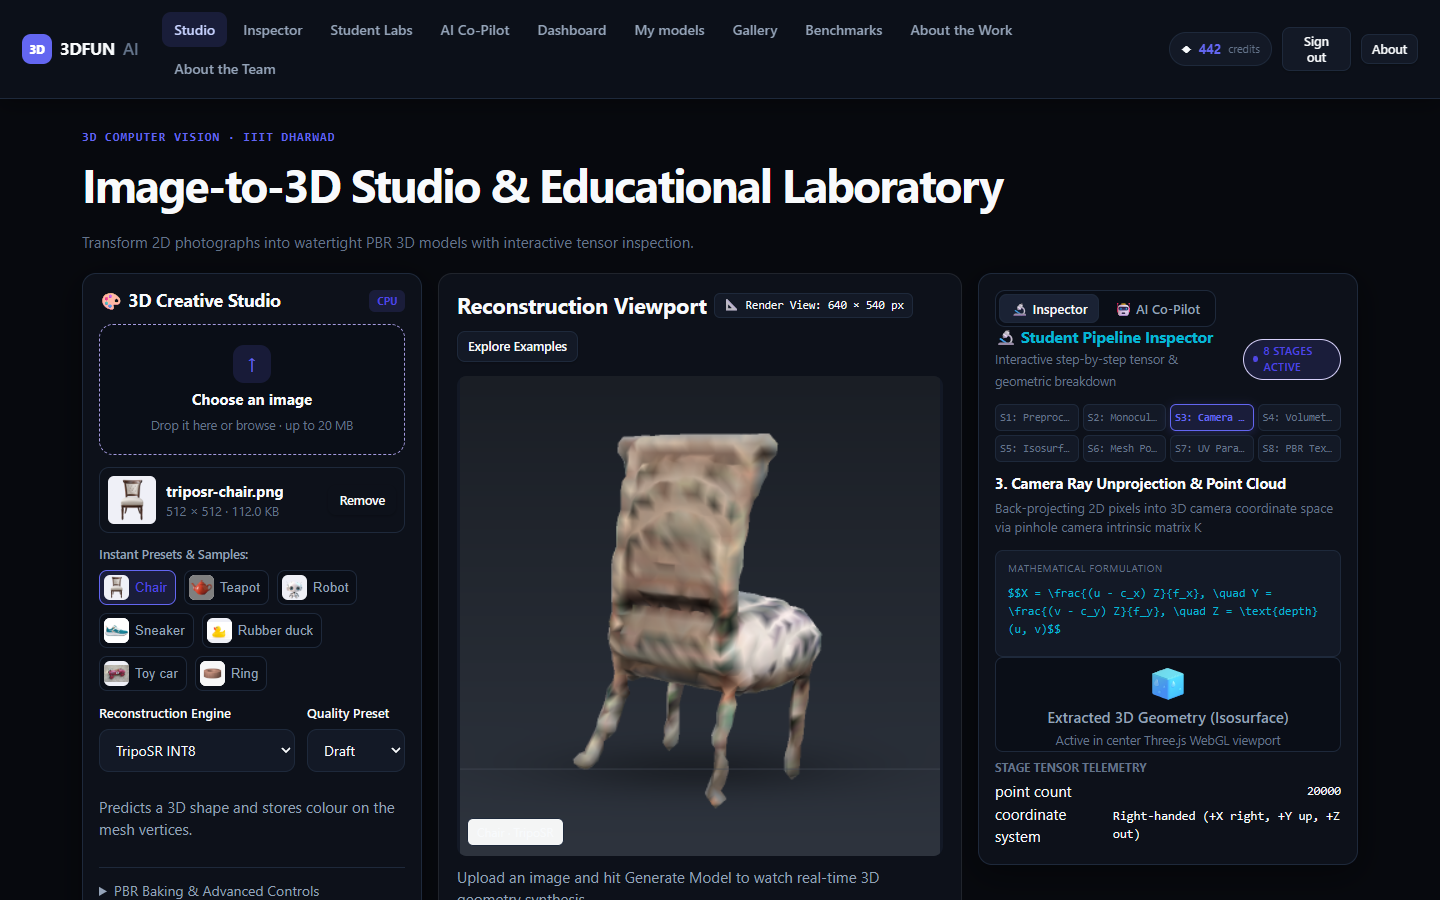 3D 3DFUN AI
Studio Inspector Student Labs AI Co-Pilot Dashboard My models Gallery Benchmarks About the Work
About the Team
442 credits
Sign
out
About
3D COMPUTER VISION · IIIT DHARWAD
Image-to-3D Studio & Educational Laboratory
Transform 2D photographs into watertight PBR 3D models with interactive tensor inspection.
3D Creative Studio CPU
Choose an image
Drop it here or browse · up to 20 MB
triposr-chair.png
512 × 512 · 112.0 KB
Remove
Instant Presets & Samples:
Chair Teapot Robot
Sneaker Rubber duck
Toy car Ring
Reconstruction Engine Quality Preset
TripoSR INT8 Draft
Predicts a 3D shape and stores colour on the
mesh vertices.
PBR Baking & Advanced Controls
Reconstruction Viewport Render View: 640 × 540 px
Explore Examples
Upload an image and hit Generate Model to watch real-time 3D
geometry synthesis
Inspector AI Co-Pilot
Student Pipeline Inspector
Interactive step-by-step tensor &
geometric breakdown
8 STAGES
ACTIVE
S1: Preproc… S2: Monocul… S3: Camera … S4: Volumet…
S5: Isosurf… S6: Mesh Po… S7: UV Para… S8: PBR Tex…
3. Camera Ray Unprojection & Point Cloud
Back-projecting 2D pixels into 3D camera coordinate space
via pinhole camera intrinsic matrix K
MATHEMATICAL FORMULATION
$$X = \frac{(u - c_x) Z}{f_x}, \quad Y =
\frac{(v - c_y) Z}{f_y}, \quad Z = \text{depth}
(u, v)$$
Extracted 3D Geometry (Isosurface)
Active in center Three.js WebGL viewport
STAGE TENSOR TELEMETRY
point count 20000
coordinate
system
Right-handed (+X right, +Y up, +Z
out)